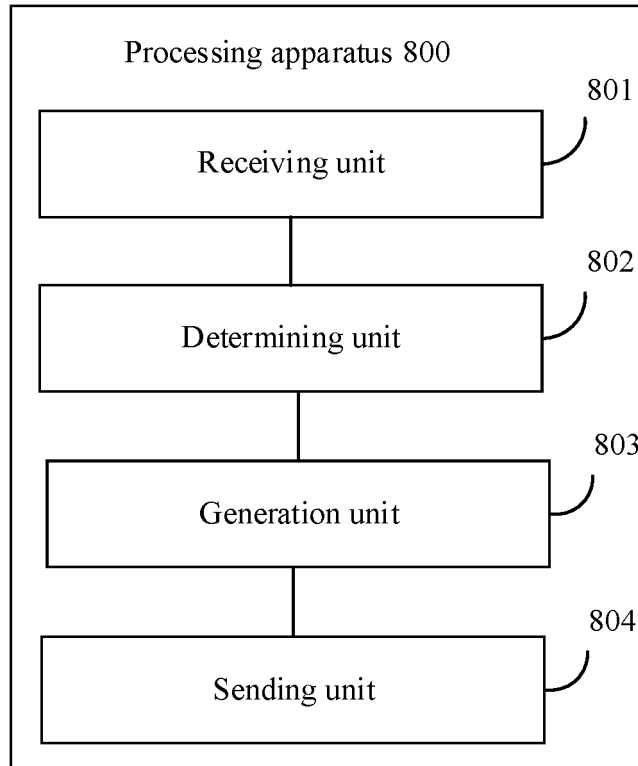 Processing apparatus 800
801
Receiving unit
802
Determining unit
803
Generation unit
804
Sending unit